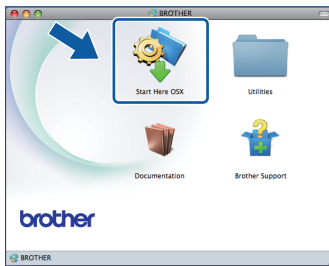 BROTHER
Start Here OSX
Utilities
Documentation
Brother Support
brother
BROTHER